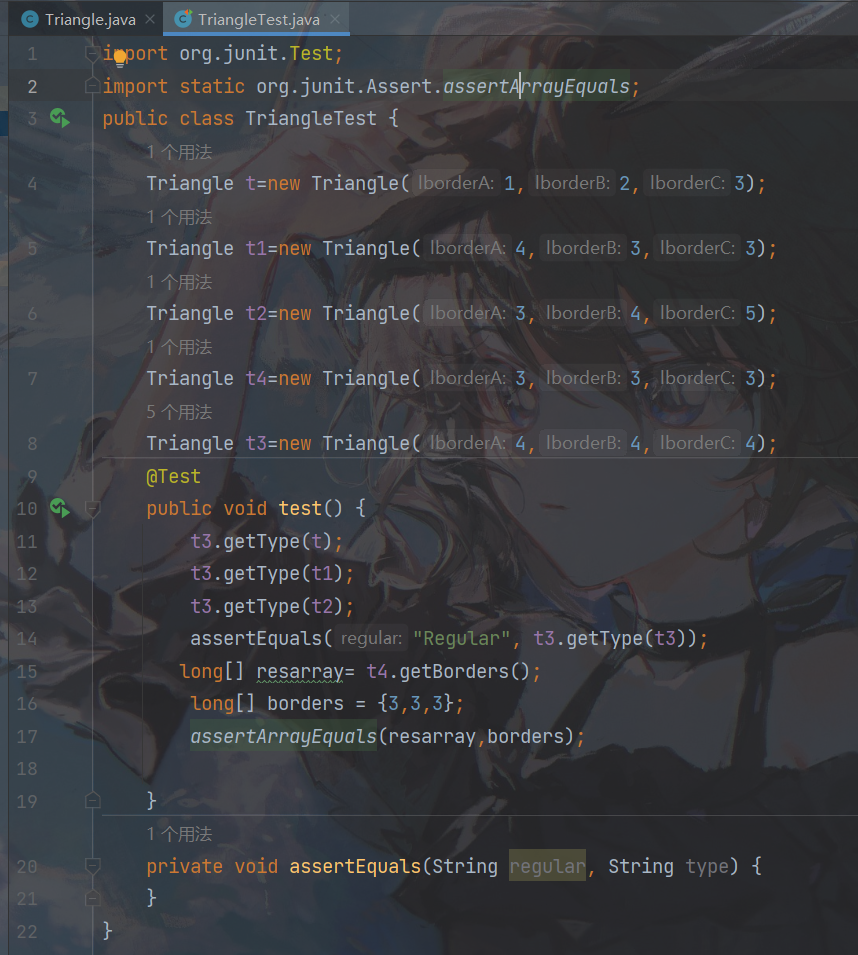 Triangle.java × TriangleTest.java ×
1 import org.junit.Test;
2 import static org.junit.Assert.assertArrayEquals;
3 public class TriangleTest {
1 个用法
4 Triangle t=new Triangle( lborderA: 1, lborderB: 2, lborderC: 3);
1 个用法
5 Triangle t1=new Triangle( lborderA: 4, lborderB: 3, lborderC: 3);
1 个用法
6 Triangle t2=new Triangle( lborderA: 3, lborderB: 4, lborderC: 5);
1 个用法
7 Triangle t4=new Triangle( lborderA: 3, lborderB: 3, lborderC: 3);
5 个用法
8 Triangle t3=new Triangle( lborderA: 4, lborderB: 4, lborderC: 4);
9 @Test
10 public void test() {
11 t3.getType(t);
12 t3.getType(t1);
13 t3.getType(t2);
14 assertEquals( regular: "Regular", t3.getType(t3));
15 long[] resarray= t4.getBorders();
16 long[] borders = {3,3,3};
17 assertArrayEquals(resarray,borders);
18
19 }
1 个用法
20 private void assertEquals(String regular, String type) {
21 }
22 }